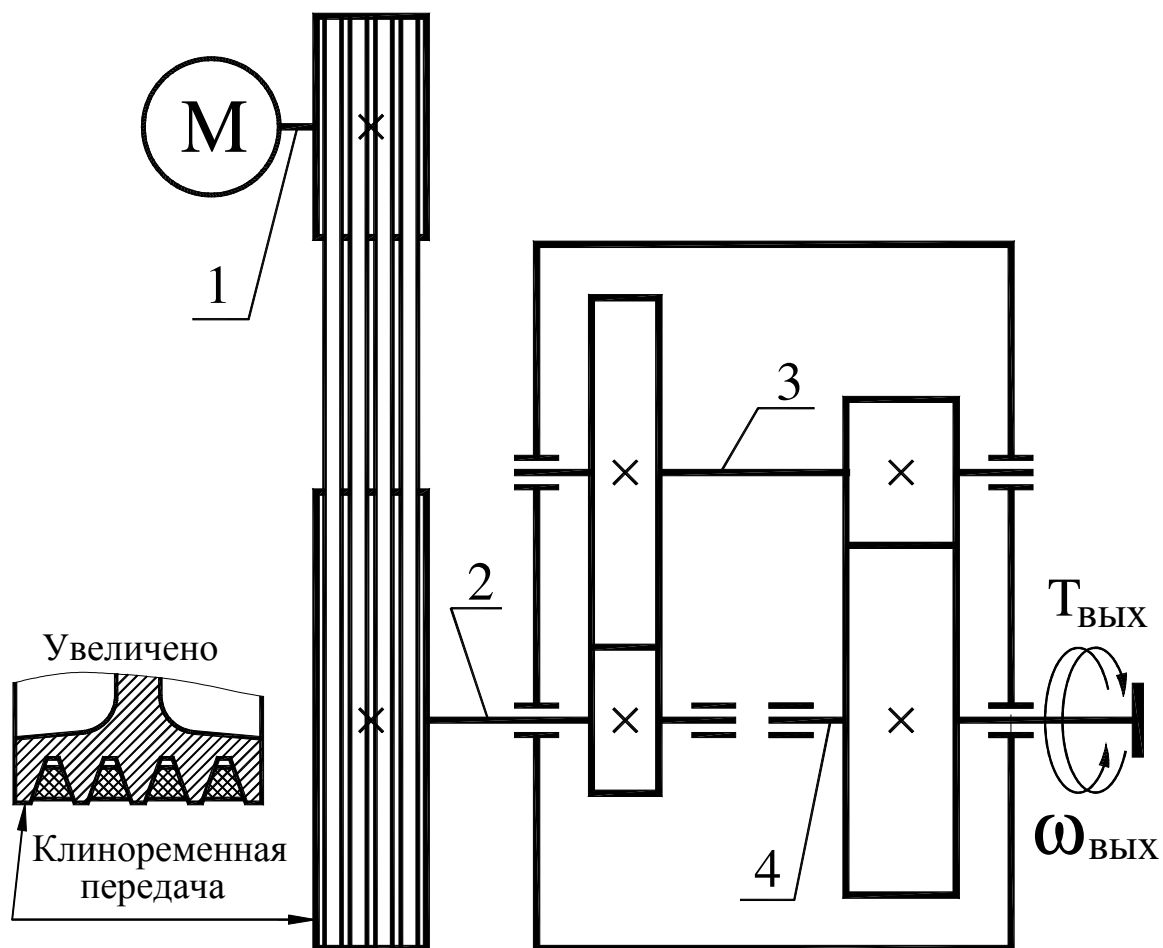 М
1
3
2
Tвых
Увеличено
ωвых
Клиноременная
передача
4